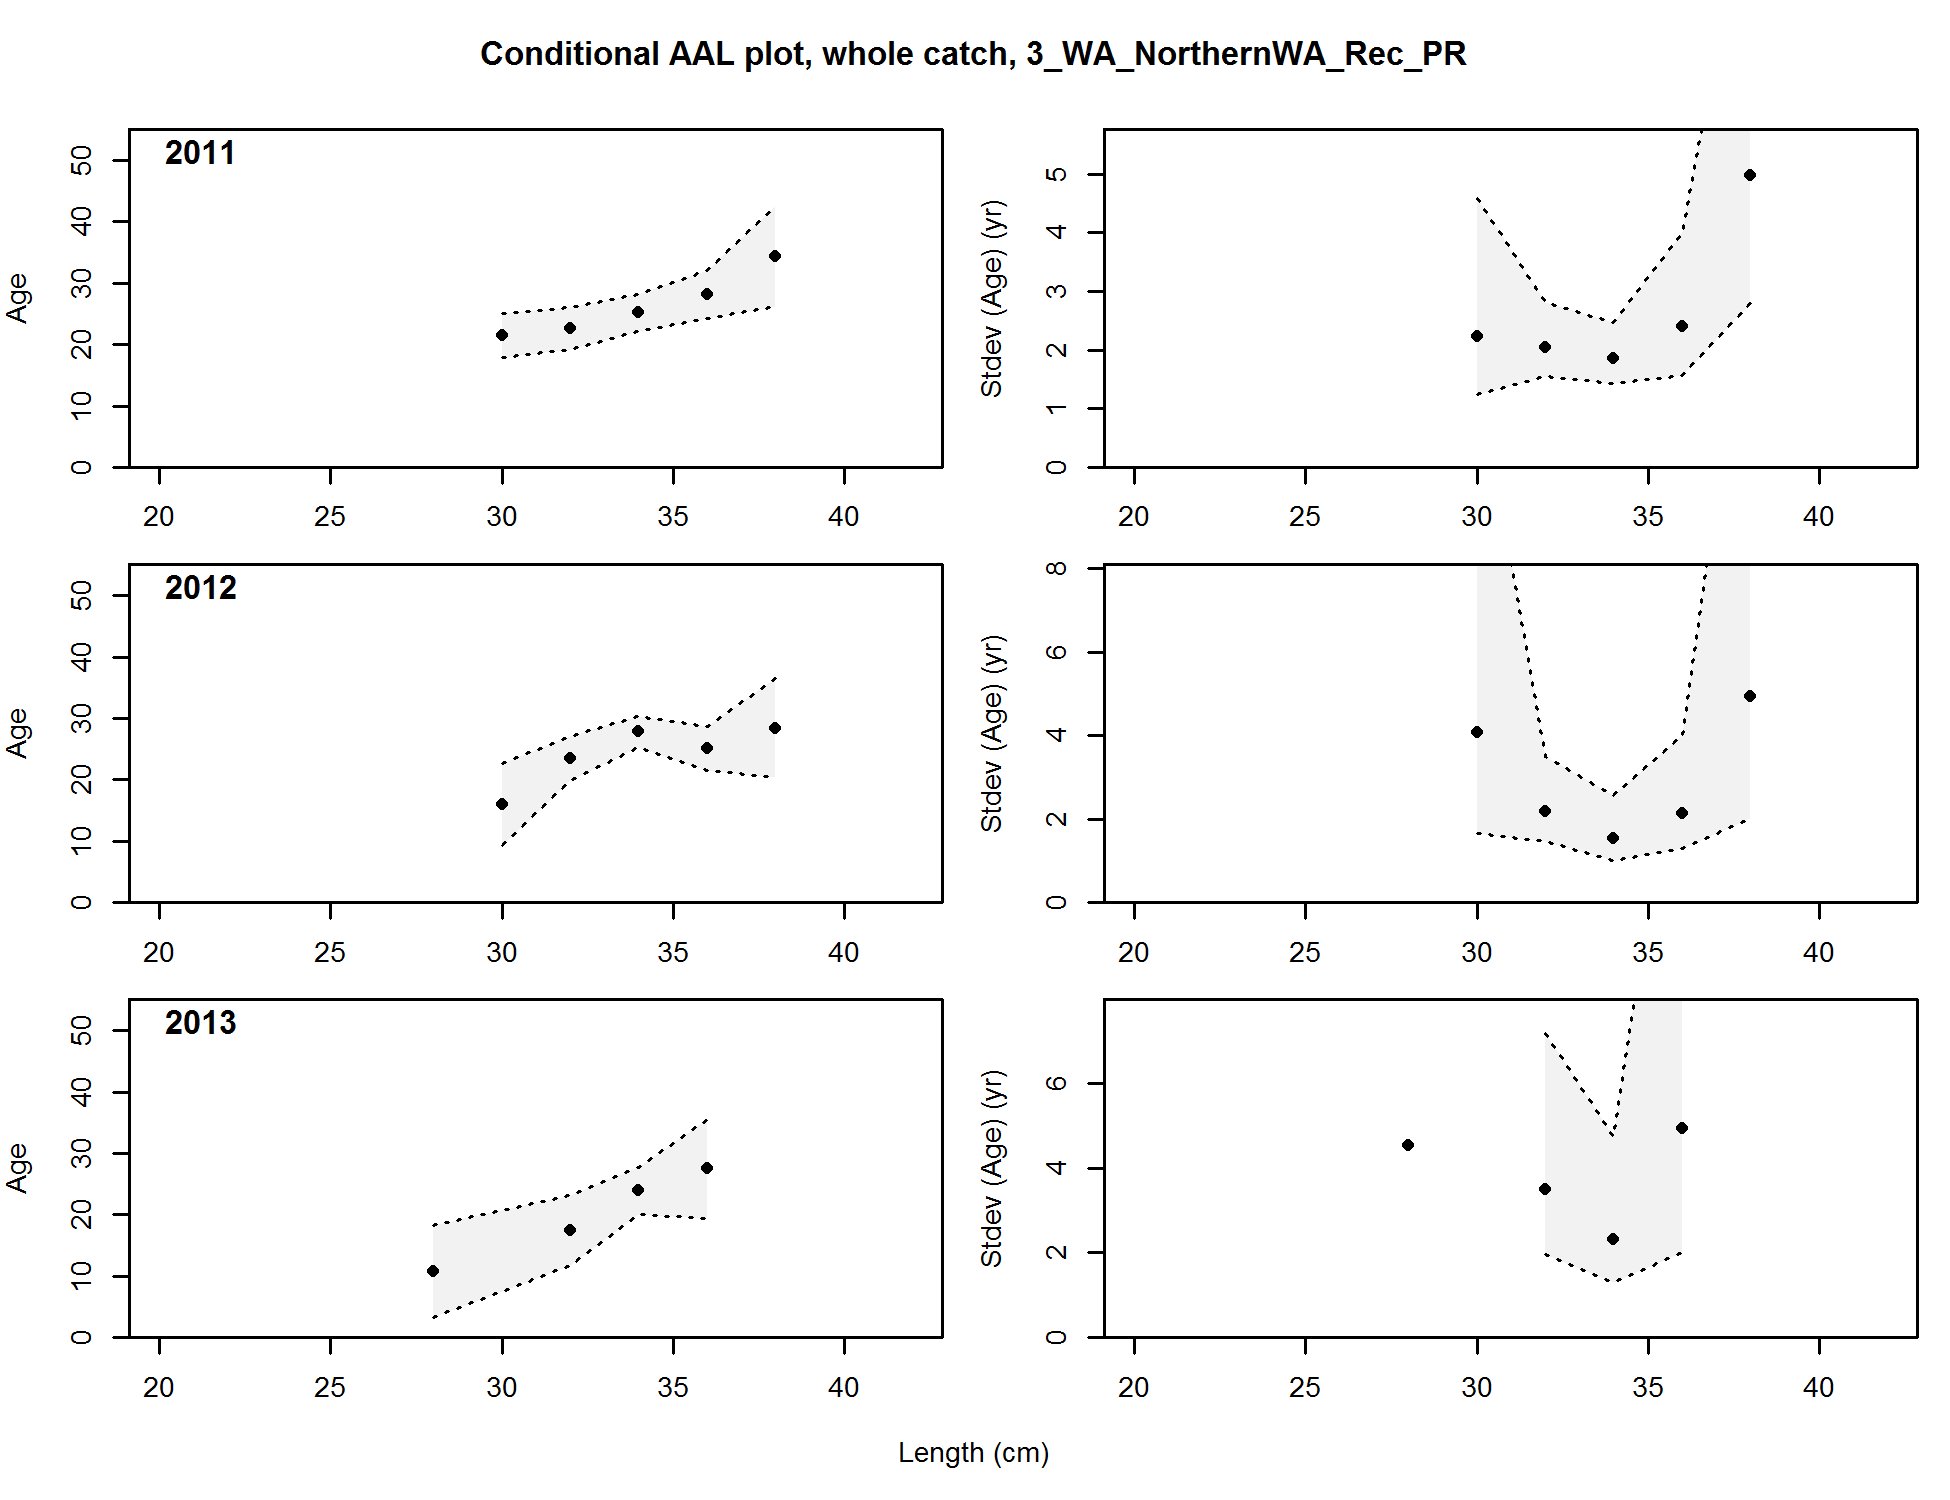 Conditional AAL plot, whole catch, 3_WA_NorthernWA_Rec_PR
2011
Age
0 10 20 30 40 50
20 25 30 35 40
Stdev (Age) (yr)
0 1 2 3 4 5
20 25 30 35 40
2012
Age
0 10 20 30 40 50
20 25 30 35 40
Stdev (Age) (yr)
0 2 4 6 8
20 25 30 35 40
2013
Age
0 10 20 30 40 50
20 25 30 35 40
Stdev (Age) (yr)
0 2 4 6
20 25 30 35 40
Length (cm)